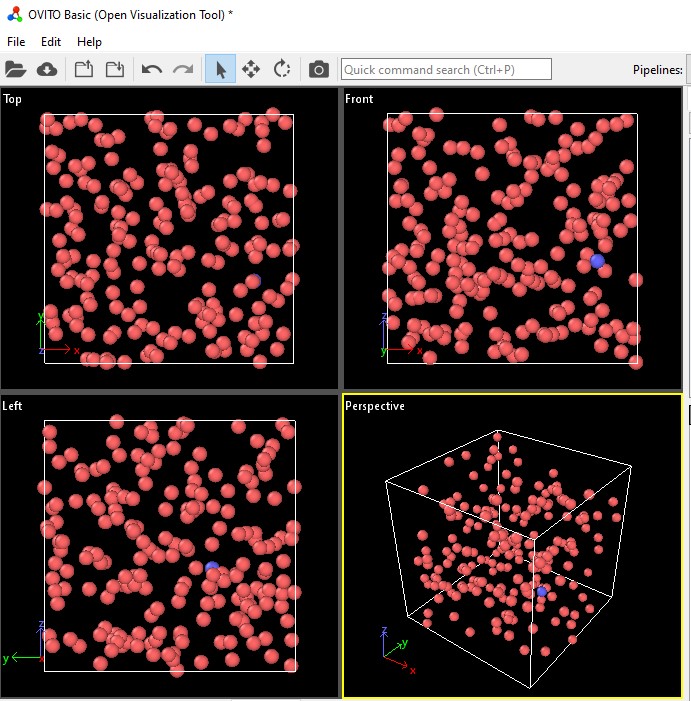 OVITO Basic (Open Visualization Tool) *
File Edit Help
Quick command search (Ctrl+P) Pipelines:
Top Front
y z
z x y x
Left Perspective
z z
y
y x x